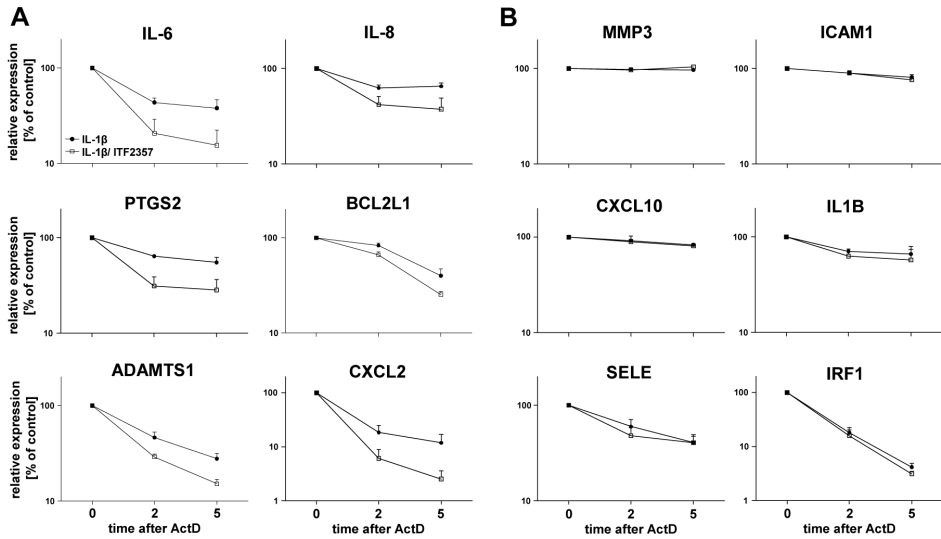 A
B
IL-6
IL-8
MMP3
ICAM1
relative expression
[% of control]
100
10
IL-1β
IL-1β/ ITF2357
100
10
100
10
100
10
PTGS2
BCL2L1
CXCL10
IL1B
relative expression
[% of control]
100
10
100
10
100
10
100
10
ADAMTS1
CXCL2
SELE
IRF1
relative expression
[% of control]
100
10
100
10
1
100
10
100
10
1
0 2 5
0 2 5
0 2 5
0 2 5
time after ActD
time after ActD
time after ActD
time after ActD